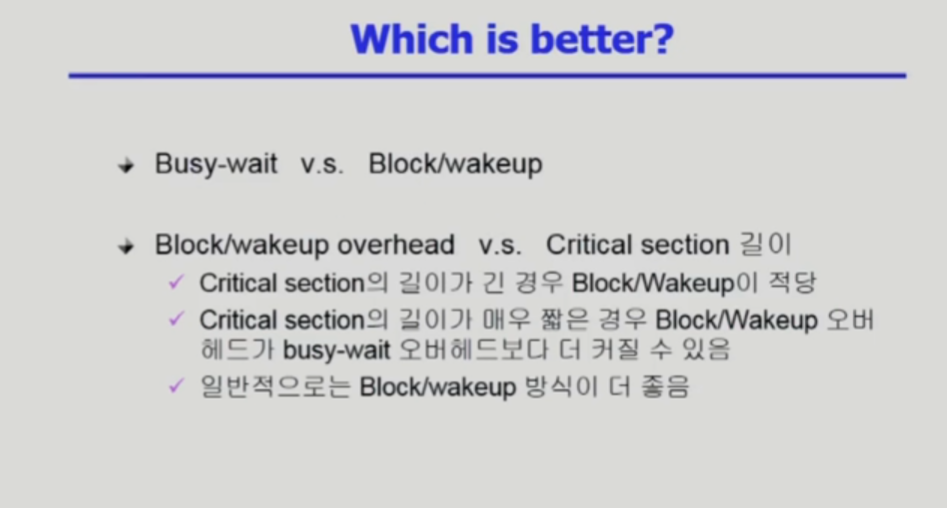 Which is better?
Busy-wait v.s. Block/wakeup
Block/wakeup overhead v.s. Critical section 길이
Critical section의 길이가 긴 경우 Block/Wakeup이 적당
Critical section의 길이가 매우 짧은 경우 Block/Wakeup 오버
헤드가 busy-wait 오버헤드보다 더 커질 수 있음
일반적으로는 Block/wakeup 방식이 더 좋음